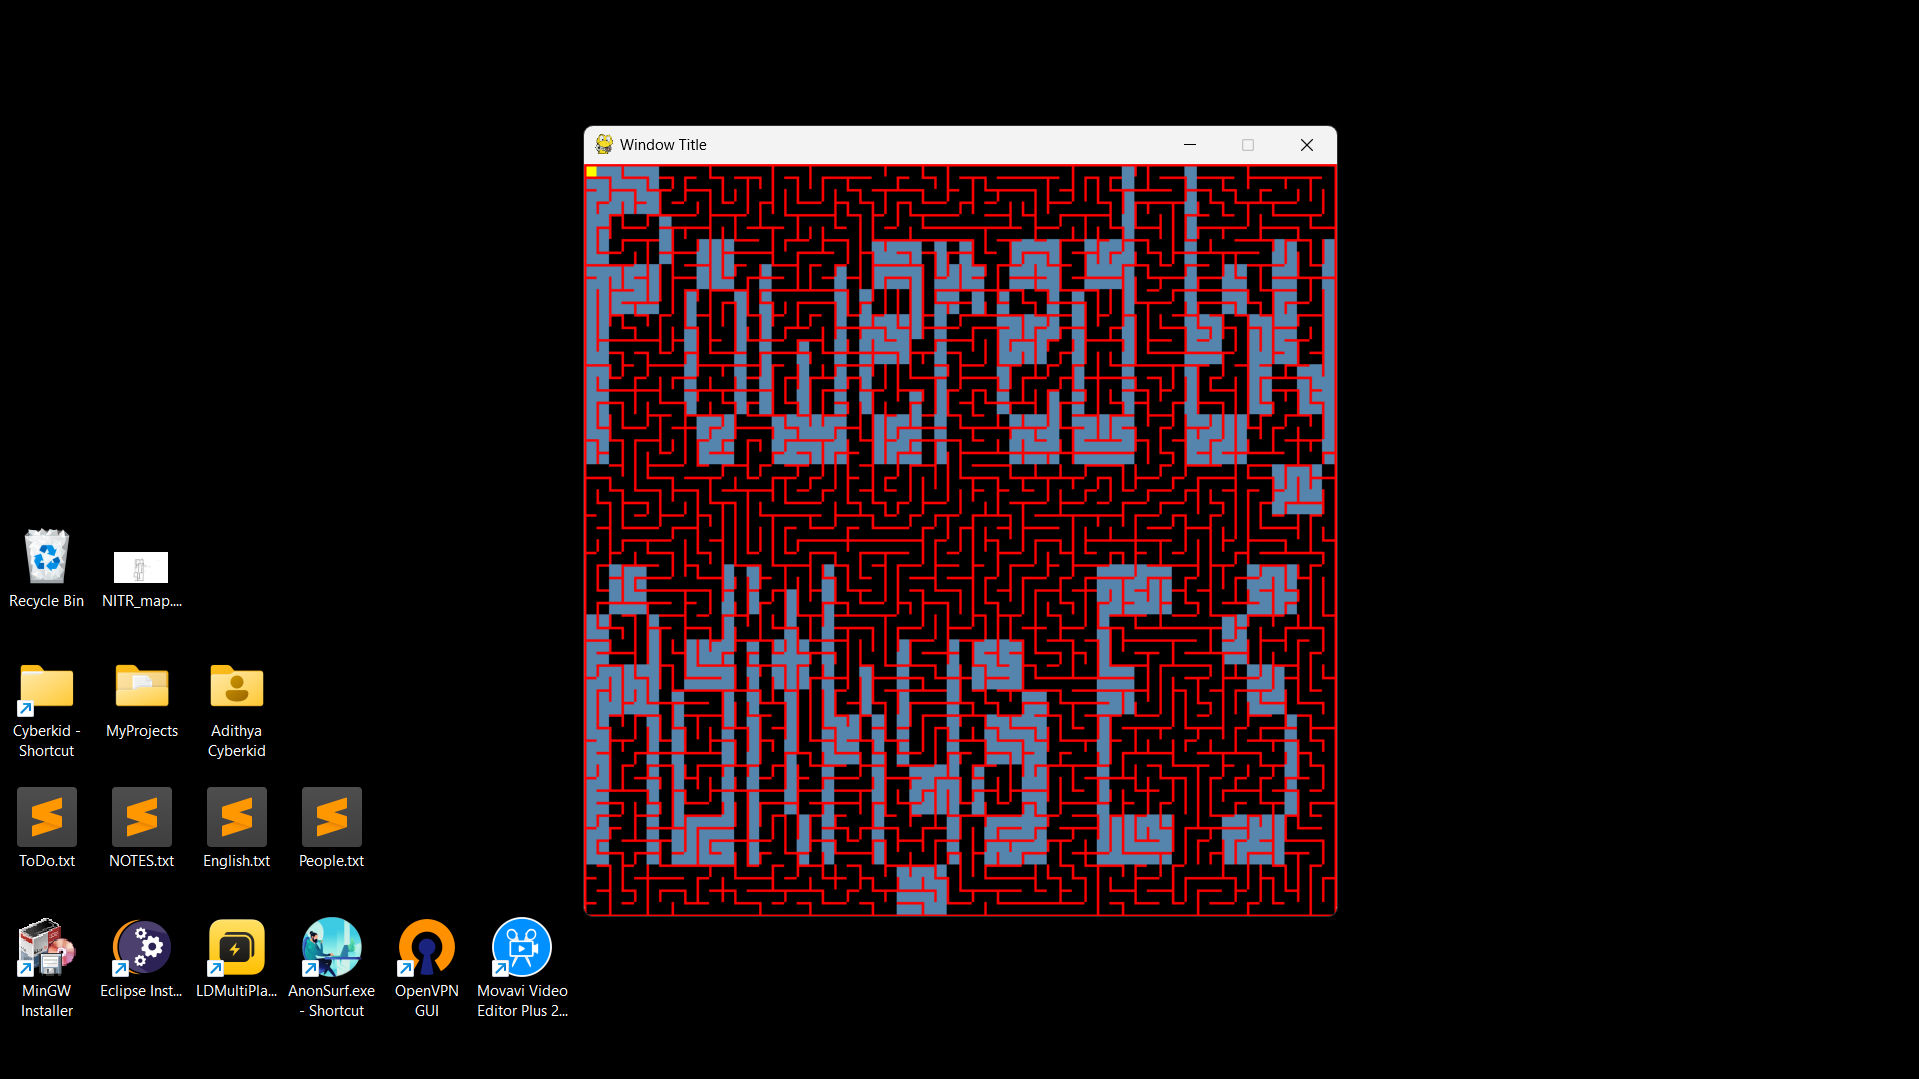 Window Title
Recycle Bin
NITR_map....
Cyberkid -
Shortcut
MyProjects
Adithya
Cyberkid
ToDo.txt
NOTES.txt
English.txt
People.txt
MinGW
Installer
Eclipse Inst...
LDMultiPla...
AnonSurf.exe
- Shortcut
OpenVPN
GUI
Movavi Video
Editor Plus 2...